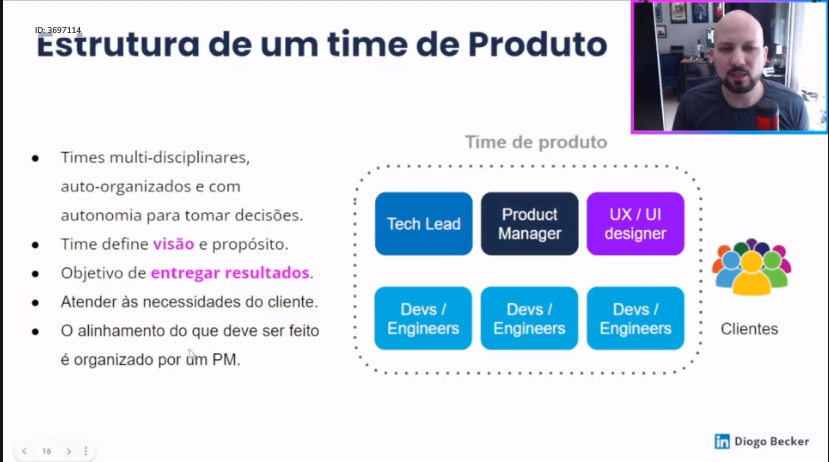 ID: 3697114
Estrutura de um time de Produto
Time de produto
● Times multi-disciplinares,
auto-organizados e com
autonomia para tomar decisões.
● Time define visão e propósito.
● Objetivo de entregar resultados.
● Atender às necessidades do cliente.
● O alinhamento do que deve ser feito
é organizado por um PM.
Tech Lead
Product
Manager
UX / UI
designer
Devs /
Engineers
Devs /
Engineers
Devs /
Engineers
Clientes
in Diogo Becker
16